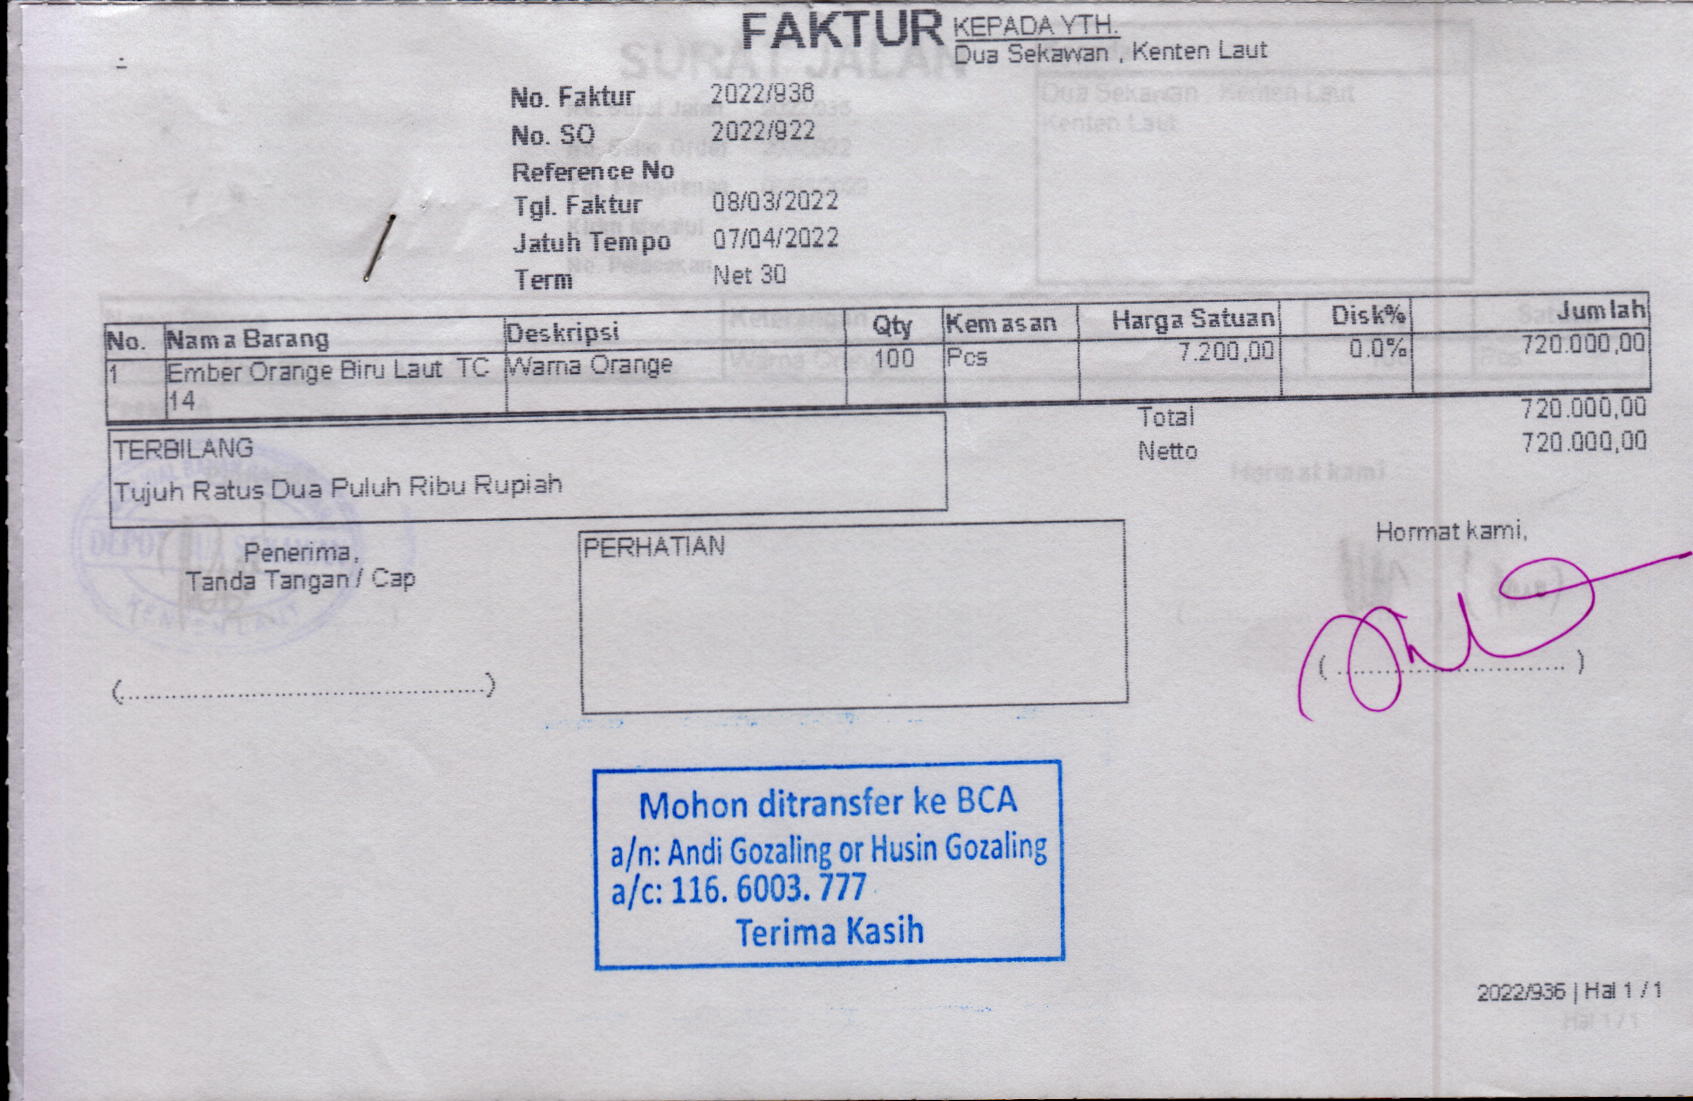 FAKTUR
KEPADA YTH.
Dua Sekawan , Kenten Laut
No. Faktur 2022/936
No. SO 2022/922
Reference No
Tgl. Faktur 08/03/2022
Jatuh Tempo 07/04/2022
Term Net 30
No. Nama Barang Deskripsi Qty Kemasan Harga Satuan Disk% Jumlah
1 Ember Orange Biru Laut TC 14 Warna Orange 100 Pcs 7.200,00 0.0% 720.000,00
Total 720.000,00
Netto 720.000,00
TERBILANG
Tujuh Ratus Dua Puluh Ribu Rupiah
Penerima,
Tanda Tangan / Cap
PERHATIAN
Hormat kami,
Mohon ditransfer ke BCA
a/n: Andi Gozaling or Husin Gozaling
a/c: 116. 6003. 777
Terima Kasih
2022/936 | Hal 1 / 1